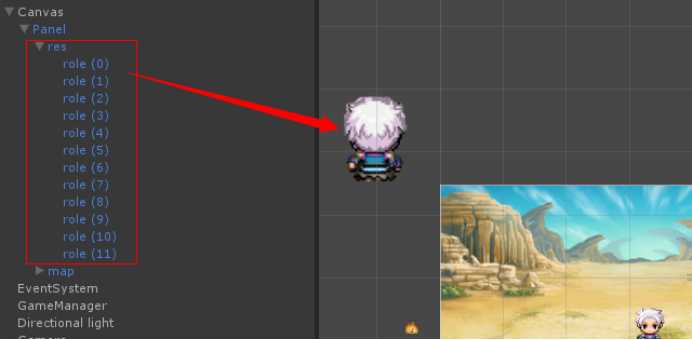 Canvas
Panel
res
role (0)
role (1)
role (2)
role (3)
role (4)
role (5)
role (6)
role (7)
role (8)
role (9)
role (10)
role (11)
map
EventSystem
GameManager
Directional light